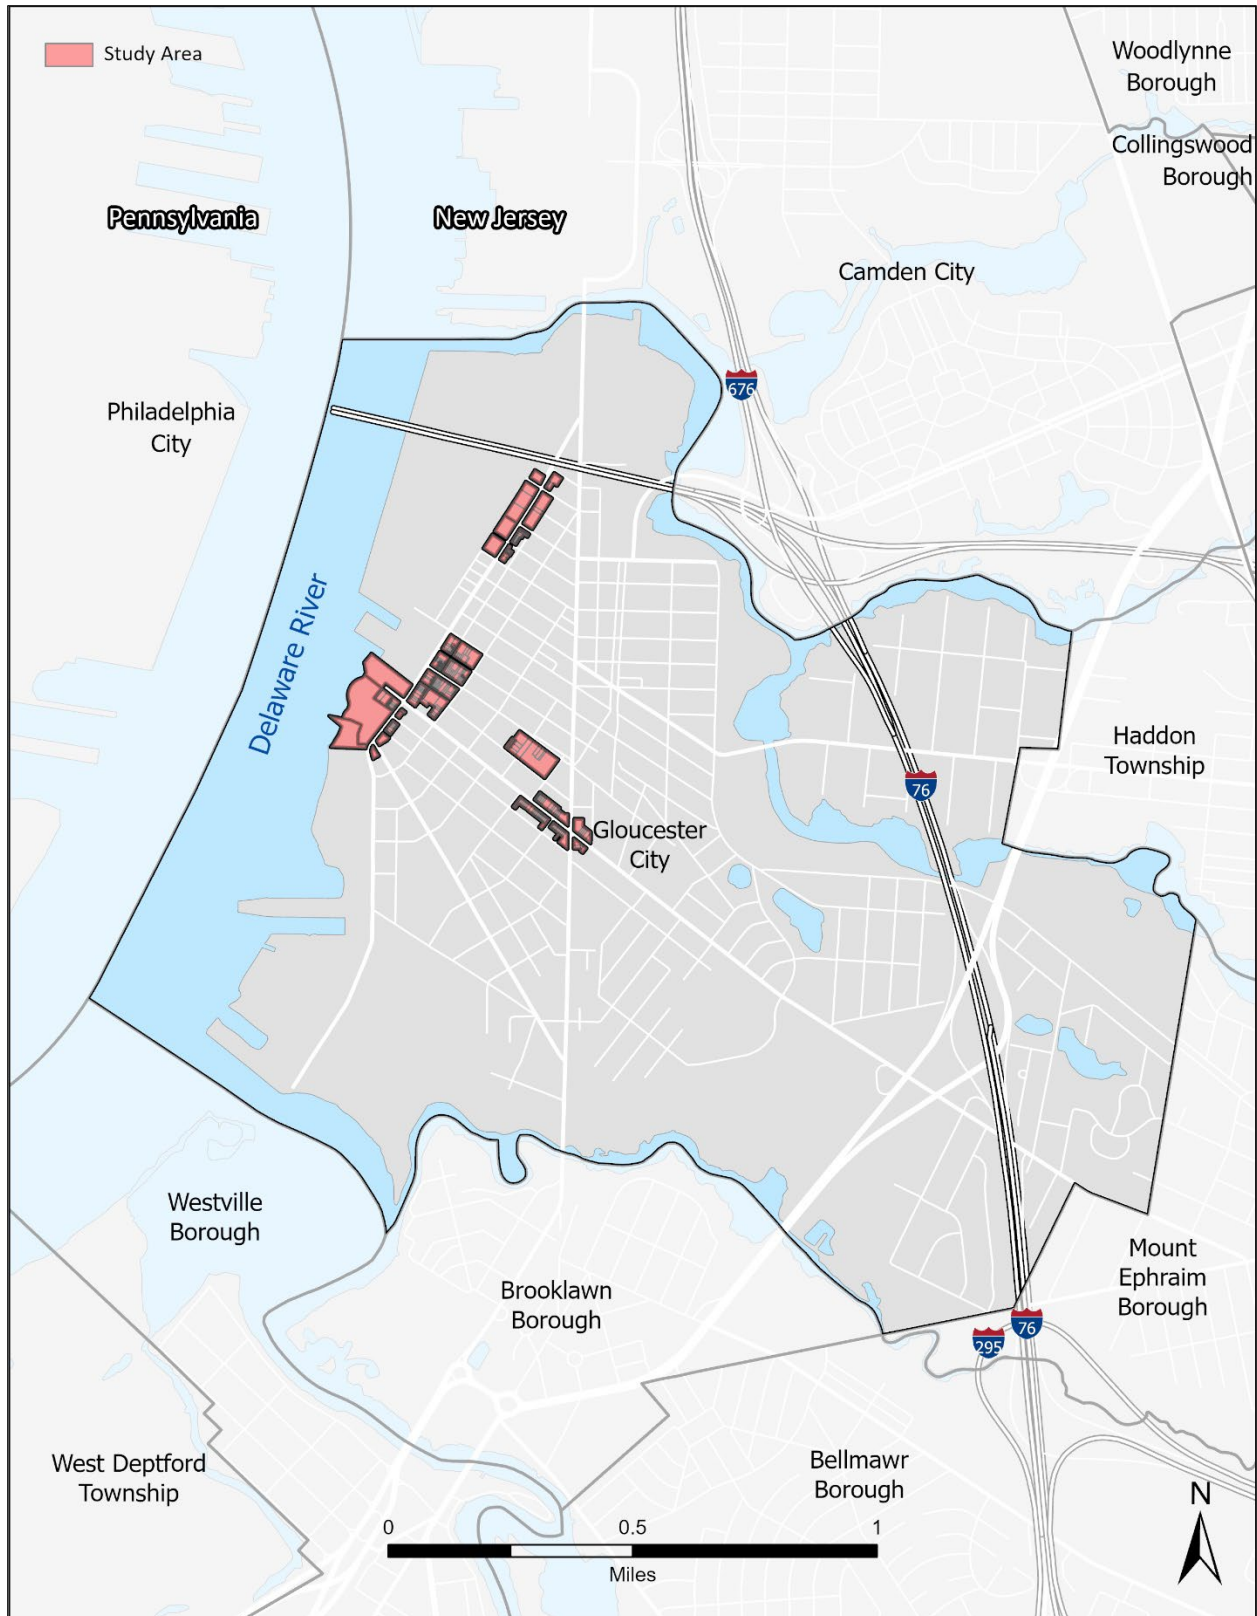 Study Area
Woodlynne
Borough
Collingswood
Borough
Pennsylvania
New Jersey
Camden City
676
Philadelphia
City
Delaware River
Haddon
Township
76
Gloucester
City
Westville
Borough
Mount
Ephraim
Borough
Brooklawn
Borough
76
295
West Deptford
Township
Bellmawr
Borough
N
0 0.5 1
Miles